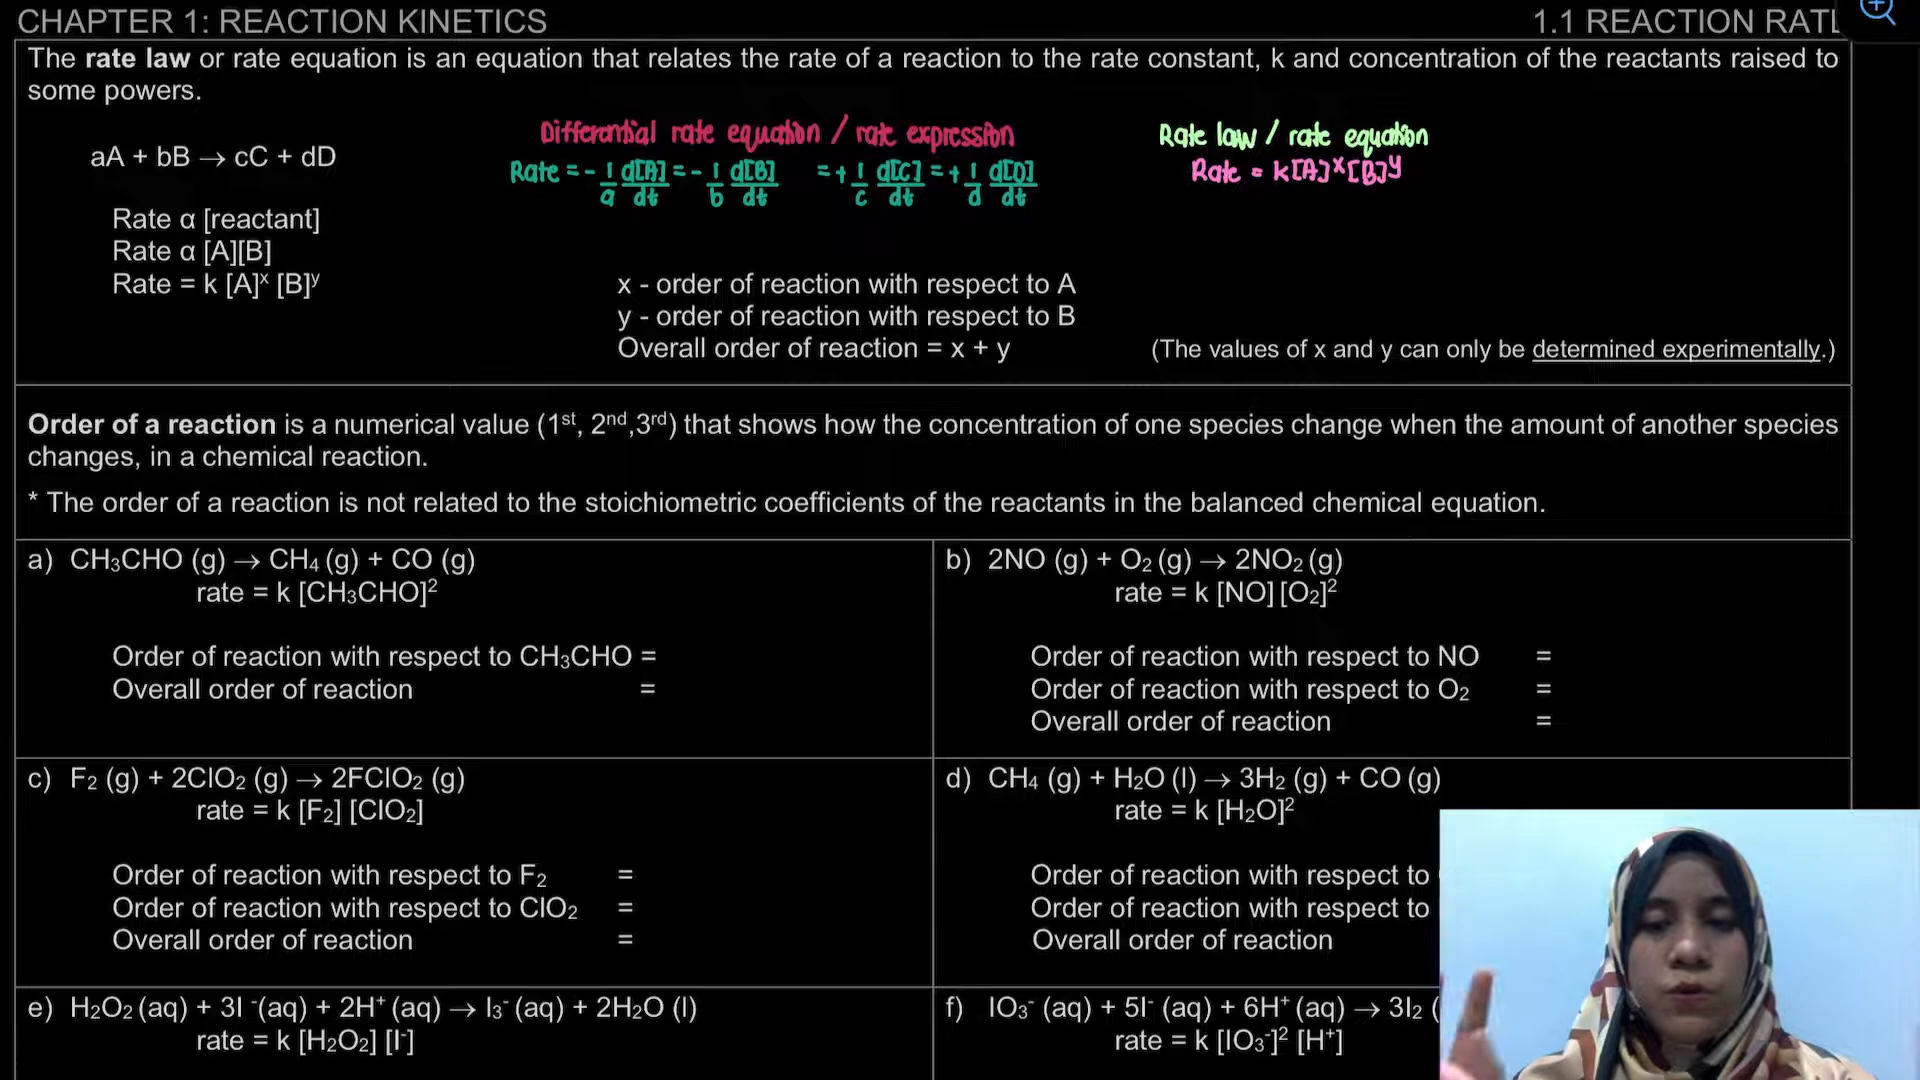 CHAPTER 1: REACTION KINETICS
1.1 REACTION RATE
The rate law or rate equation is an equation that relates the rate of a reaction to the rate constant, k and concentration of the reactants raised to
some powers.
Differential rate equation / rate expression
Rate law / rate equation
aA + bB → cC + dD
Rate = - 1/a d[A]/dt = - 1/b d[B]/dt = + 1/c d[C]/dt = + 1/d d[D]/dt
Rate = k[A]ˣ[B]ʸ
Rate α [reactant]
Rate α [A][B]
Rate = k [A]ˣ [B]ʸ
x - order of reaction with respect to A
y - order of reaction with respect to B
Overall order of reaction = x + y
(The values of x and y can only be determined experimentally.)
Order of a reaction is a numerical value (1ˢᵗ, 2ⁿᵈ,3ʳᵈ) that shows how the concentration of one species change when the amount of another species
changes, in a chemical reaction.
* The order of a reaction is not related to the stoichiometric coefficients of the reactants in the balanced chemical equation.
a) CH₃CHO (g) → CH₄ (g) + CO (g)
rate = k [CH₃CHO]²
Order of reaction with respect to CH₃CHO =
Overall order of reaction =
b) 2NO (g) + O₂ (g) → 2NO₂ (g)
rate = k [NO] [O₂]²
Order of reaction with respect to NO =
Order of reaction with respect to O₂ =
Overall order of reaction =
c) F₂ (g) + 2ClO₂ (g) → 2FClO₂ (g)
rate = k [F₂] [ClO₂]
Order of reaction with respect to F₂ =
Order of reaction with respect to ClO₂ =
Overall order of reaction =
d) CH₄ (g) + H₂O (l) → 3H₂ (g) + CO (g)
rate = k [H₂O]²
Order of reaction with respect to
Order of reaction with respect to
Overall order of reaction
e) H₂O₂ (aq) + 3I⁻ (aq) + 2H⁺ (aq) → I₃⁻ (aq) + 2H₂O (l)
rate = k [H₂O₂] [I⁻]
f) IO₃⁻ (aq) + 5I⁻ (aq) + 6H⁺ (aq) → 3I₂ (
rate = k [IO₃⁻]² [H⁺]